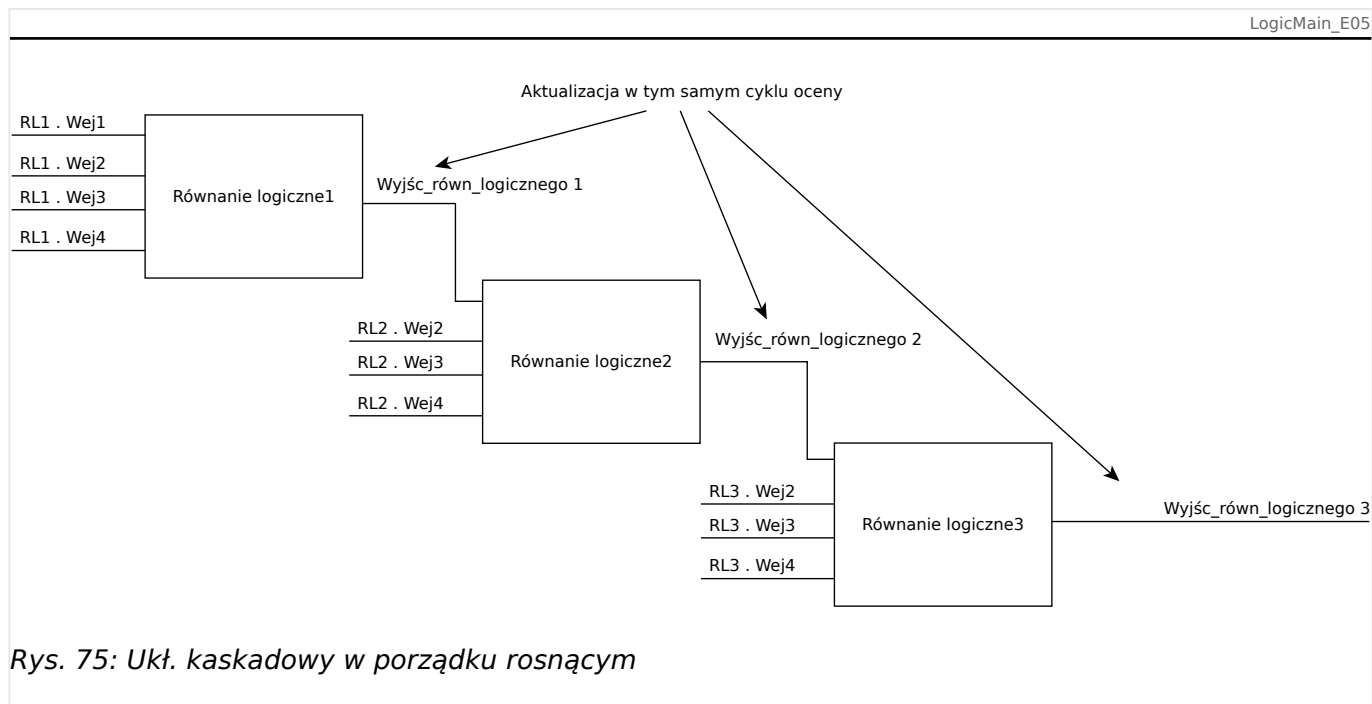 LogicMain_E05
Aktualizacja w tym samym cyklu oceny
RL1 . Wej1
RL1 . Wej2
RL1 . Wej3
RL1 . Wej4
Równanie logiczne1
Wyjśc_równ_logicznego 1
RL2 . Wej2
RL2 . Wej3
RL2 . Wej4
Równanie logiczne2
Wyjśc_równ_logicznego 2
RL3 . Wej2
RL3 . Wej3
RL3 . Wej4
Równanie logiczne3
Wyjśc_równ_logicznego 3
Rys. 75: Ukł. kaskadowy w porządku rosnącym